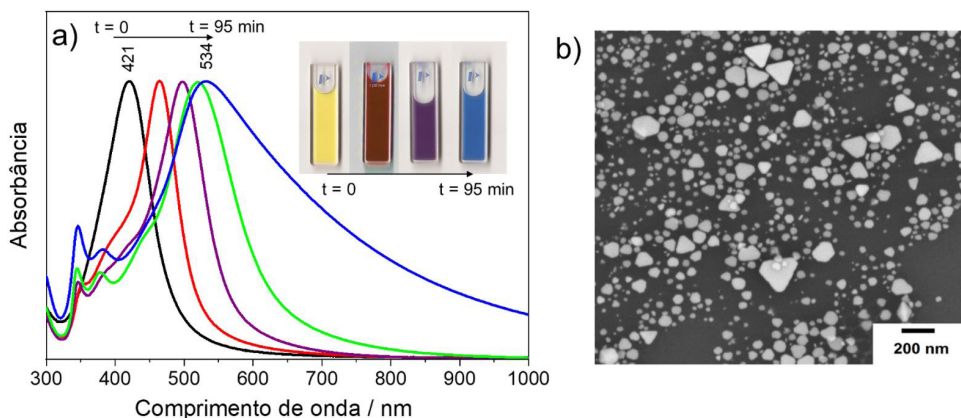 a)
t = 0
t = 95 min
421
534
t = 0
t = 95 min
Absorbância
300
400
500
600
700
800
900
1000
Comprimento de onda / nm
b)
200 nm